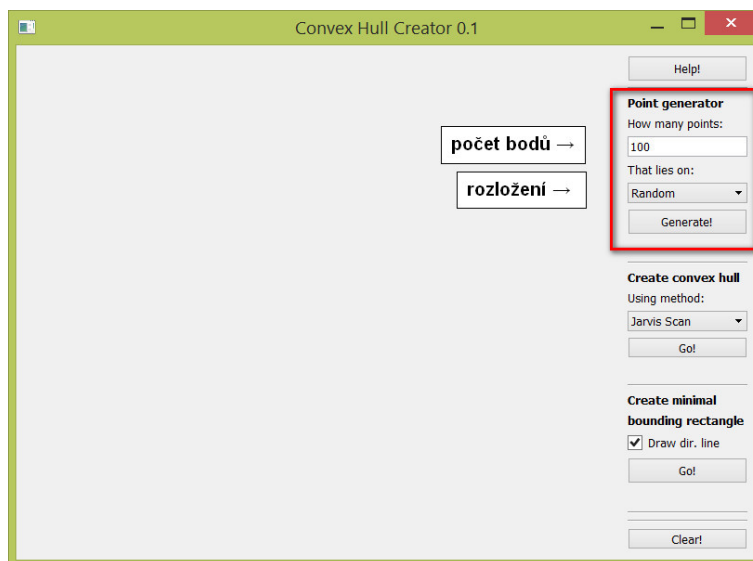 Convex Hull Creator 0.1
Help!
Point generator
How many points:
počet bodů →
100
That lies on:
rozložení →
Random
Generate!
Create convex hull
Using method:
Jarvis Scan
Go!
Create minimal
bounding rectangle
Draw dir. line
Go!
Clear!